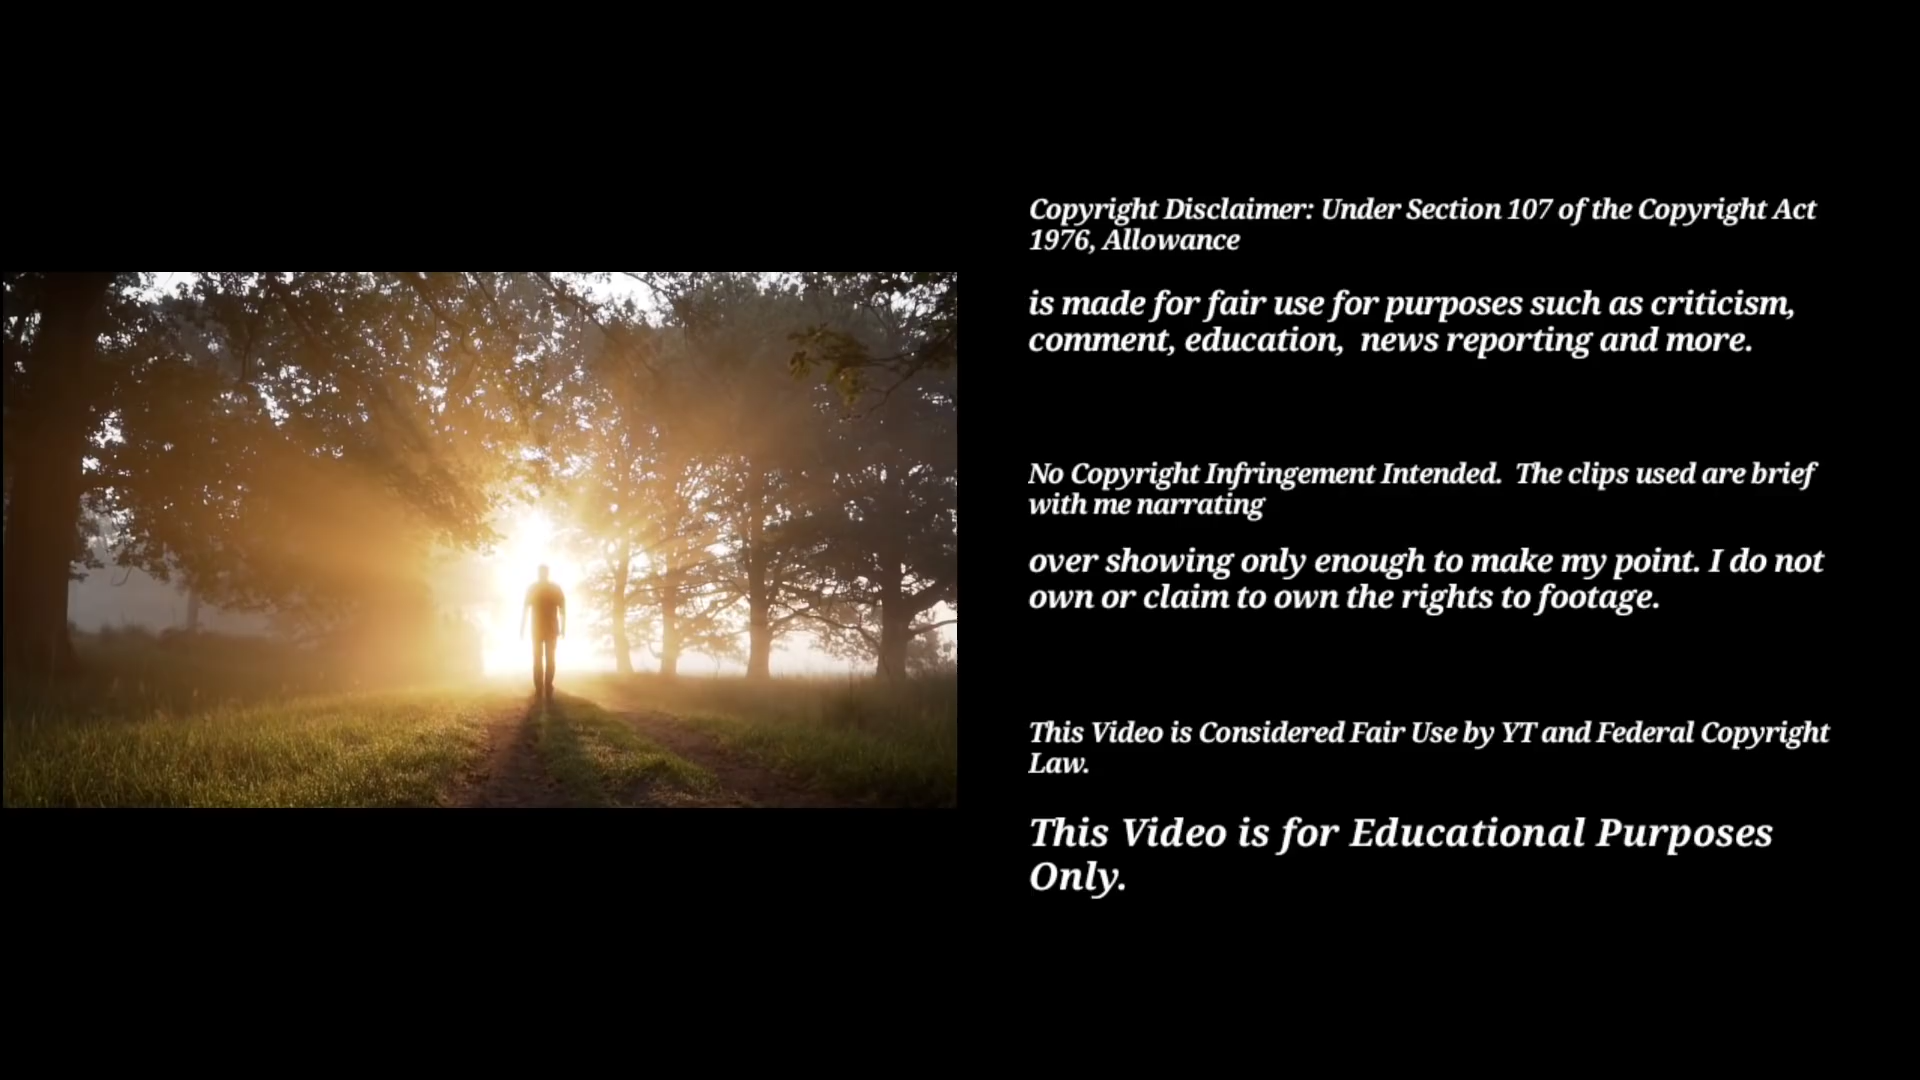 Copyright Disclaimer: Under Section 107 of the Copyright Act
1976, Allowance
is made for fair use for purposes such as criticism,
comment, education,  news reporting and more.
No Copyright Infringement Intended.  The clips used are brief
with me narrating
over showing only enough to make my point. I do not
own or claim to own the rights to footage.
This Video is Considered Fair Use by YT and Federal Copyright
Law.
This Video is for Educational Purposes
Only.